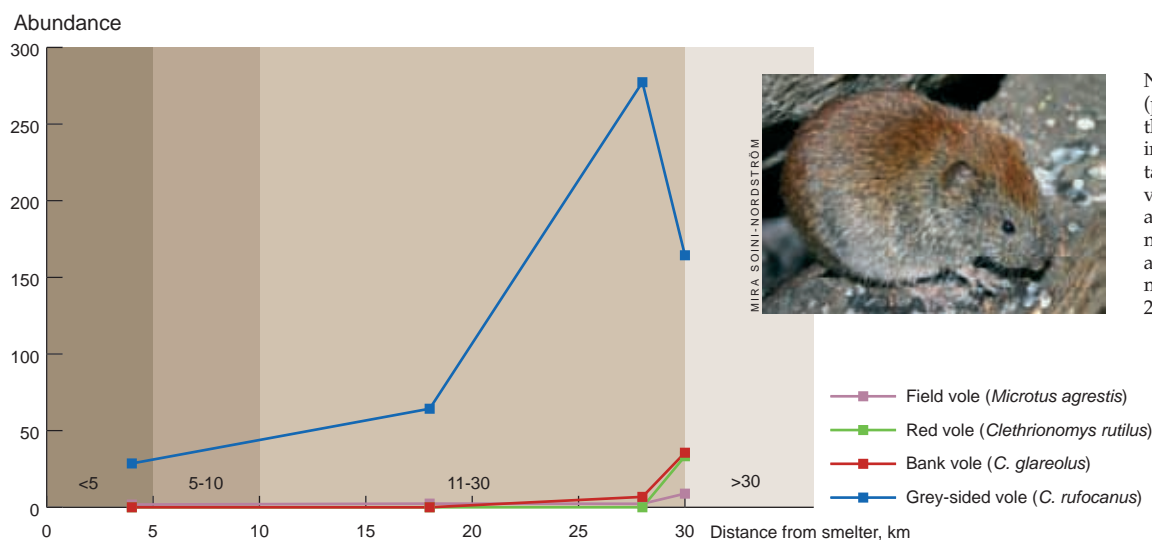 Abundance
300
250
200
150
100
50
0
<5
5-10
11-30
>30
0
5
10
15
20
25
30
Distance from smelter, km
MIRA SOINI-NORDSTRÖM
Field vole (Microtus agrestis)
Red vole (Clethrionomys rutilus)
Bank vole (C. glareolus)
Grey-sided vole (C. rufocanus)